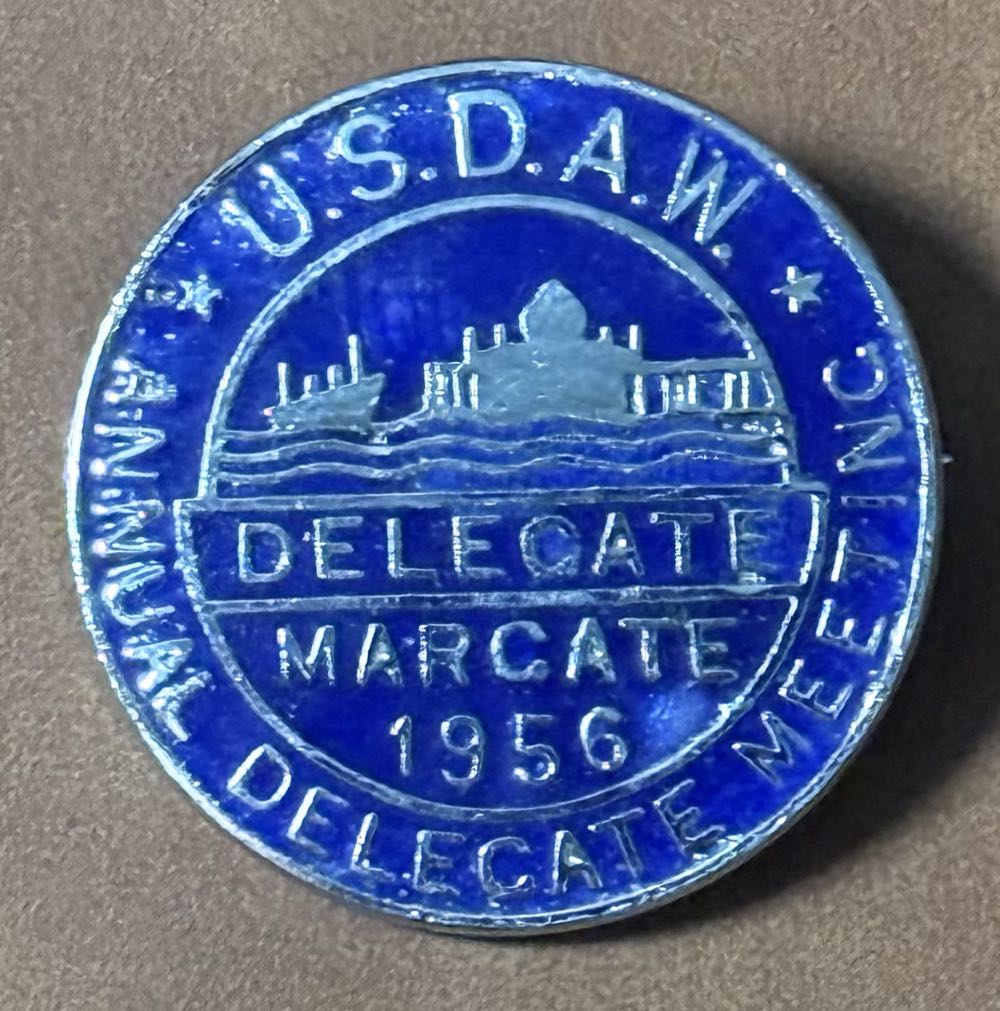 U.S.D.A.W.
ANNUAL DELEGATE MEETING
DELEGATE
MARGATE
1956